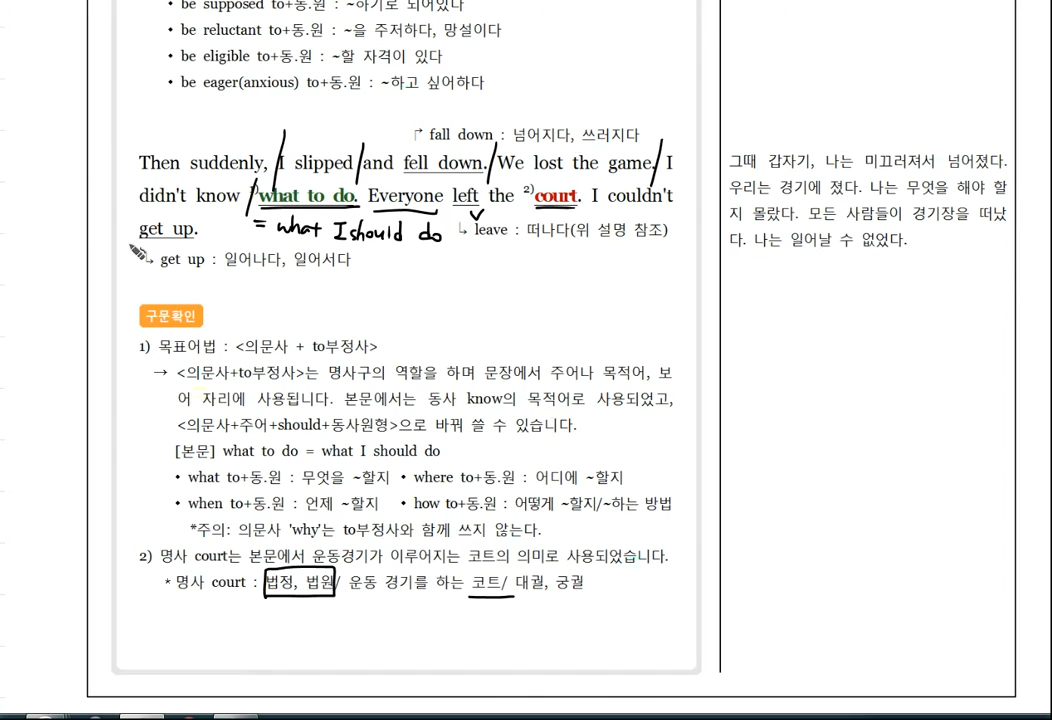 • be supposed to+동.원 : ~하기로 되어있다
• be reluctant to+동.원 : ~을 주저하다, 망설이다
• be eligible to+동.원 : ~할 자격이 있다
• be eager(anxious) to+동.원 : ~하고 싶어하다
↱ fall down : 넘어지다, 쓰러지다
Then suddenly, I slipped and fell down. We lost the game. I
didn't know 1)what to do. Everyone left the 2)court. I couldn't
= what I should do
get up.
↳ leave : 떠나다(위 설명 참조)
↳ get up : 일어나다, 일어서다
그때 갑자기, 나는 미끄러져서 넘어졌다.
우리는 경기에 졌다. 나는 무엇을 해야 할
지 몰랐다. 모든 사람들이 경기장을 떠났
다. 나는 일어날 수 없었다.
구문확인
1) 목표어법 : <의문사 + to부정사>
→ <의문사+to부정사>는 명사구의 역할을 하며 문장에서 주어나 목적어, 보
어 자리에 사용됩니다. 본문에서는 동사 know의 목적어로 사용되었고,
<의문사+주어+should+동사원형>으로 바꿔 쓸 수 있습니다.
[본문] what to do = what I should do
• what to+동.원 : 무엇을 ~할지 • where to+동.원 : 어디에 ~할지
• when to+동.원 : 언제 ~할지 • how to+동.원 : 어떻게 ~할지/~하는 방법
*주의: 의문사 'why'는 to부정사와 함께 쓰지 않는다.
2) 명사 court는 본문에서 운동경기가 이루어지는 코트의 의미로 사용되었습니다.
* 명사 court : 법정, 법원/ 운동 경기를 하는 코트/ 대궐, 궁궐